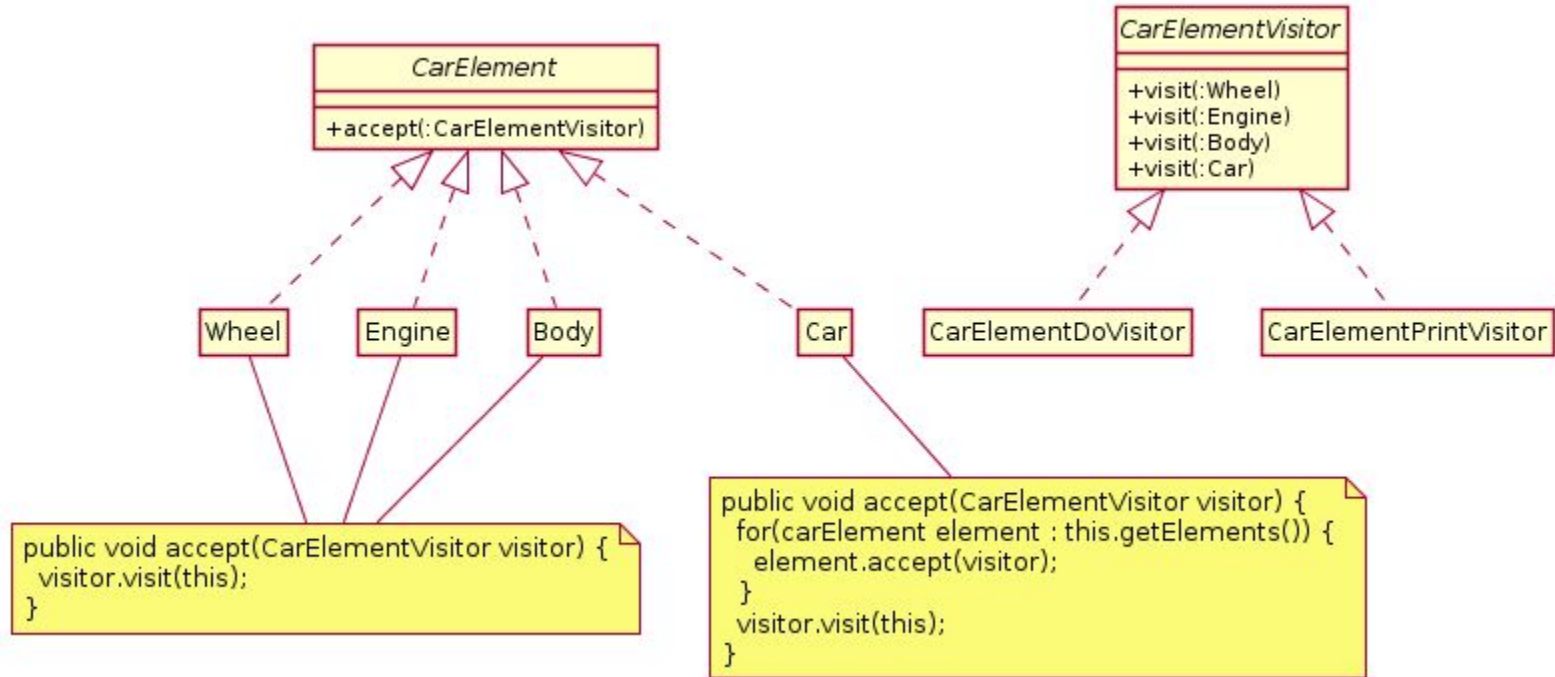 CarElement
+accept(:CarElementVisitor)
CarElementVisitor
+visit(:Wheel)
+visit(:Engine)
+visit(:Body)
+visit(:Car)
Wheel
Engine
Body
Car
CarElementDoVisitor
CarElementPrintVisitor
public void accept(CarElementVisitor visitor) {
visitor.visit(this);
}
public void accept(CarElementVisitor visitor) {
for(carElement element : this.getElements()) {
element.accept(visitor);
}
visitor.visit(this);
}